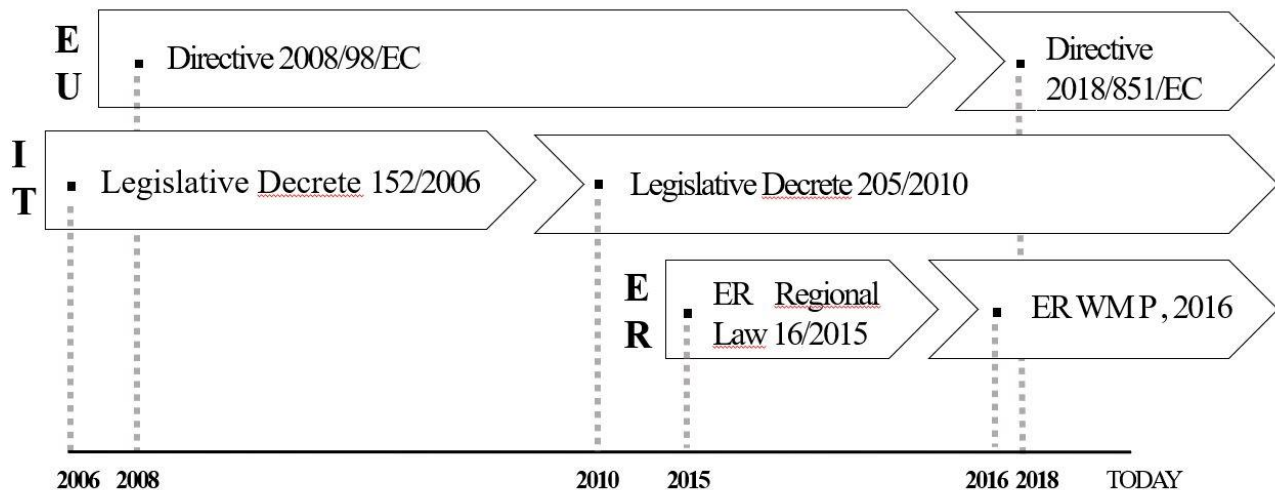 E
U
Directive 2008/98/EC
Directive
2018/851/EC
I
T
Legislative Decrete 152/2006
Legislative Decrete 205/2010
E
R
ER Regional
Law 16/2015
ER WMP, 2016
2006 2008 2010 2015 2016 2018 TODAY